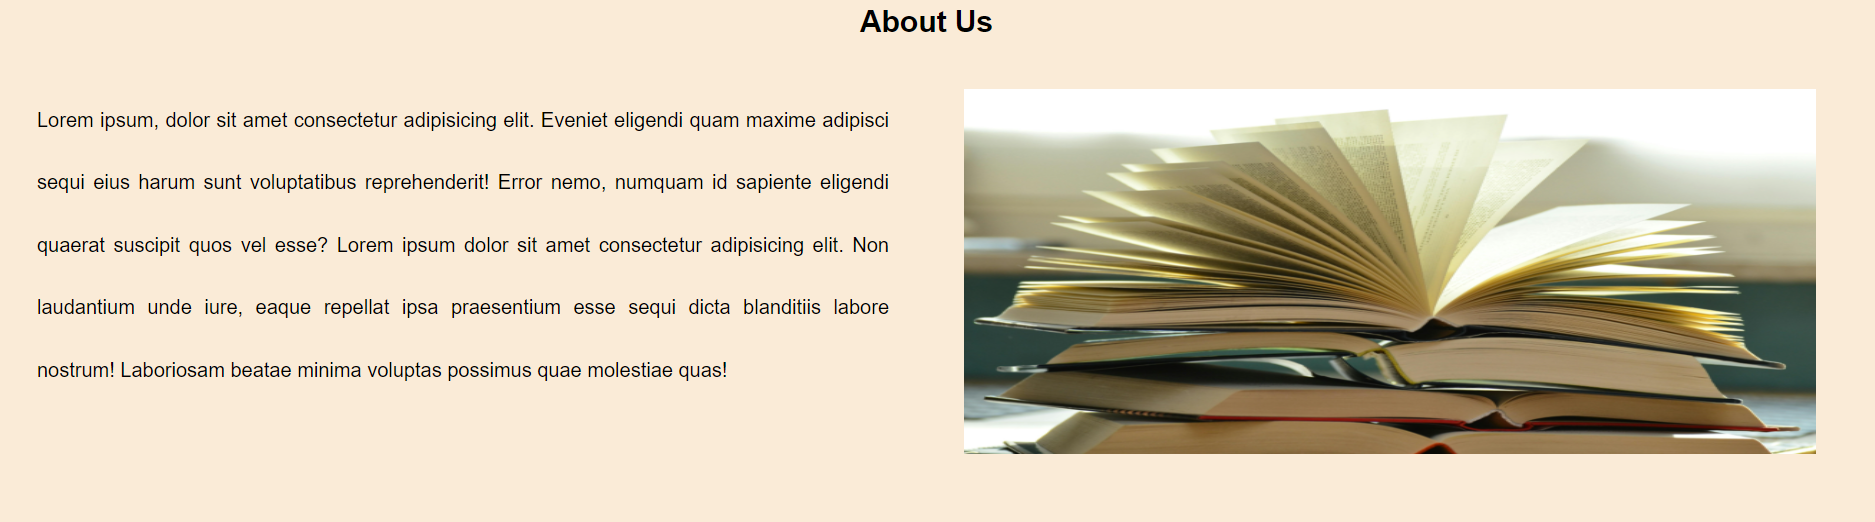 About Us
Lorem ipsum, dolor sit amet consectetur adipisicing elit. Eveniet eligendi quam maxime adipisci
sequi eius harum sunt voluptatibus reprehenderit! Error nemo, numquam id sapiente eligendi
quaerat suscipit quos vel esse? Lorem ipsum dolor sit amet consectetur adipisicing elit. Non
laudantium unde iure, eaque repellat ipsa praesentium esse sequi dicta blanditiis labore
nostrum! Laboriosam beatae minima voluptas possimus quae molestiae quas!